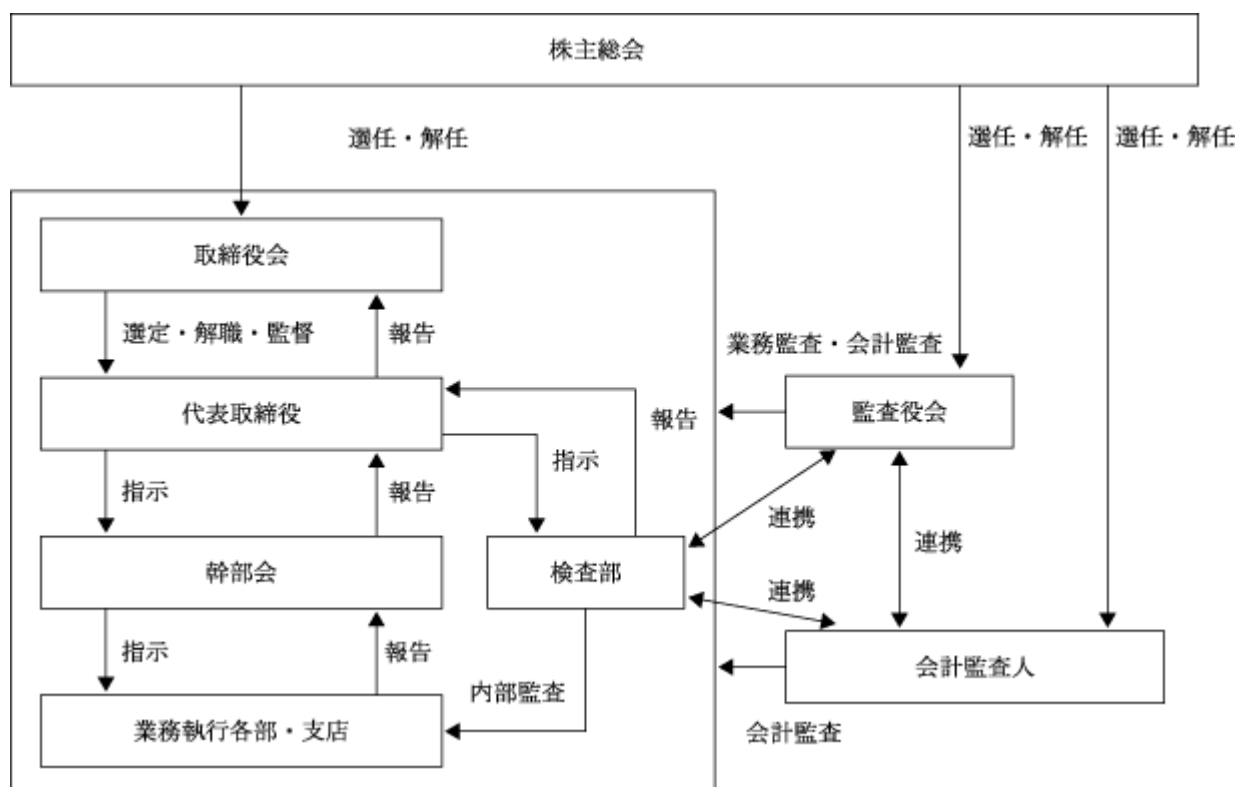 株主総会
選任・解任
選任・解任
選任・解任
取締役会
選定・解職・監督
報告
業務監査・会計監査
代表取締役
報告
監査役会
指示
報告
指示
連携
連携
幹部会
検査部
連携
指示
報告
会計監査人
内部監査
業務執行各部・支店
会計監査